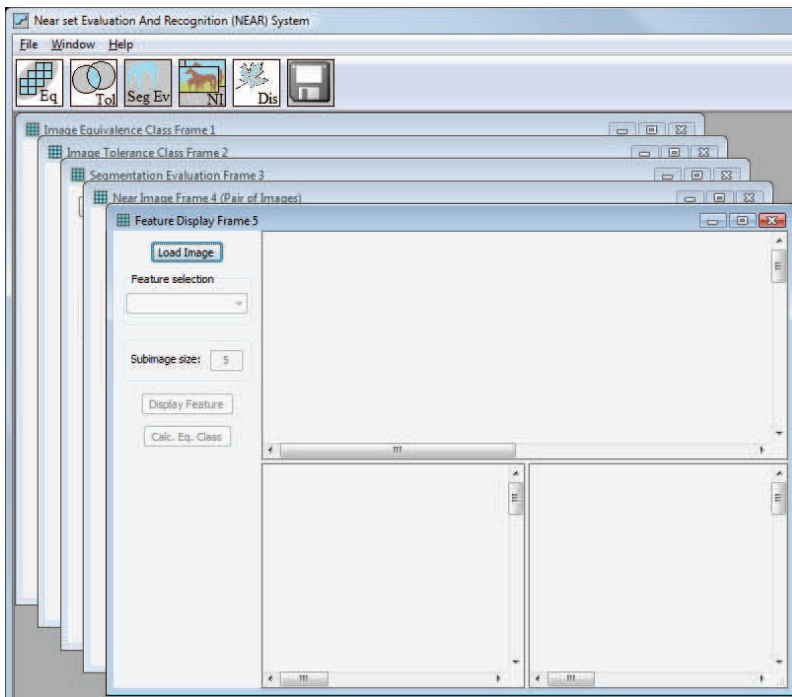 Near set Evaluation And Recognition (NEAR) System
File Window Help
Eq Tol Seg Ev NI Dis
Image Equivalence Class Frame 1
Image Tolerance Class Frame 2
Segmentation Evaluation Frame 3
Near Image Frame 4 (Pair of Images)
Feature Display Frame 5
Load Image
Feature selection
Subimage size: 5
Display Feature
Calc. Eq. Class